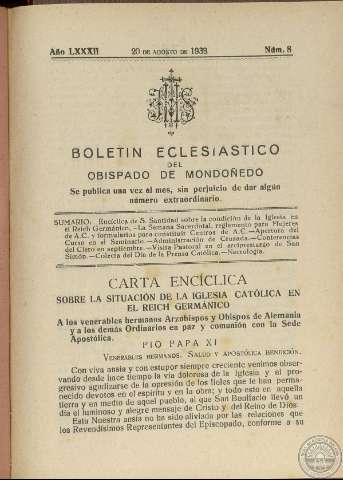 Año LXXXII 20 DE AGOSTO DE 1938 Núm. 8
BOLETIN ECLESIASTICO
DEL
OBISPADO DE MONDOÑEDO
Se publica una vez al mes, sin perjuicio de dar algún
número extraordinario.
SUMARIO. Encíclica de S. Santidad sobre la condición de la Iglesia en
el Reich Germánico.—La Semana Sacerdotal, reglamento para Mujeres
de A.C. y formularios para constituir Centros de A.C.—Apertura del
Curso en el Seminario.—Administración de Cruzada.—Conferencias
del Clero en septiembre.—Visita Pastoral en el arciprestazgo de San
Simón.—Colecta del Día de la Prensa Católica.—Necrología.
CARTA ENCÍCLICA
SOBRE LA SITUACIÓN DE LA IGLESIA CATÓLICA EN
EL REICH GERMÁNICO
A los venerables hermanos Arzobispos y Obispos de Alemania
y a los demás Ordinarios en paz y comunión con la Sede
Apostólica.
PIO PAPA XI
VENERABLES HERMANOS. SALUD Y APOSTÓLICA BENDICIÓN.
Con viva ansia y con estupor siempre creciente venimos obser-
vando desde hace tiempo la vía dolorosa de la Iglesia y el pro-
gresivo agudizarse de la opresión de los fieles que le han perma-
necido devotos en el espíritu y en la obra; y todo esto en aquella
tierra y en medio de aquel pueblo, al que San Bonifacio llevó un
día el luminoso y alegre mensaje de Cristo y del Reino de Dios.
Esta Nuestra ansia no ha sido aliviada por las relaciones que
los Revendísimos Representantes del Episcopado, conforme a su